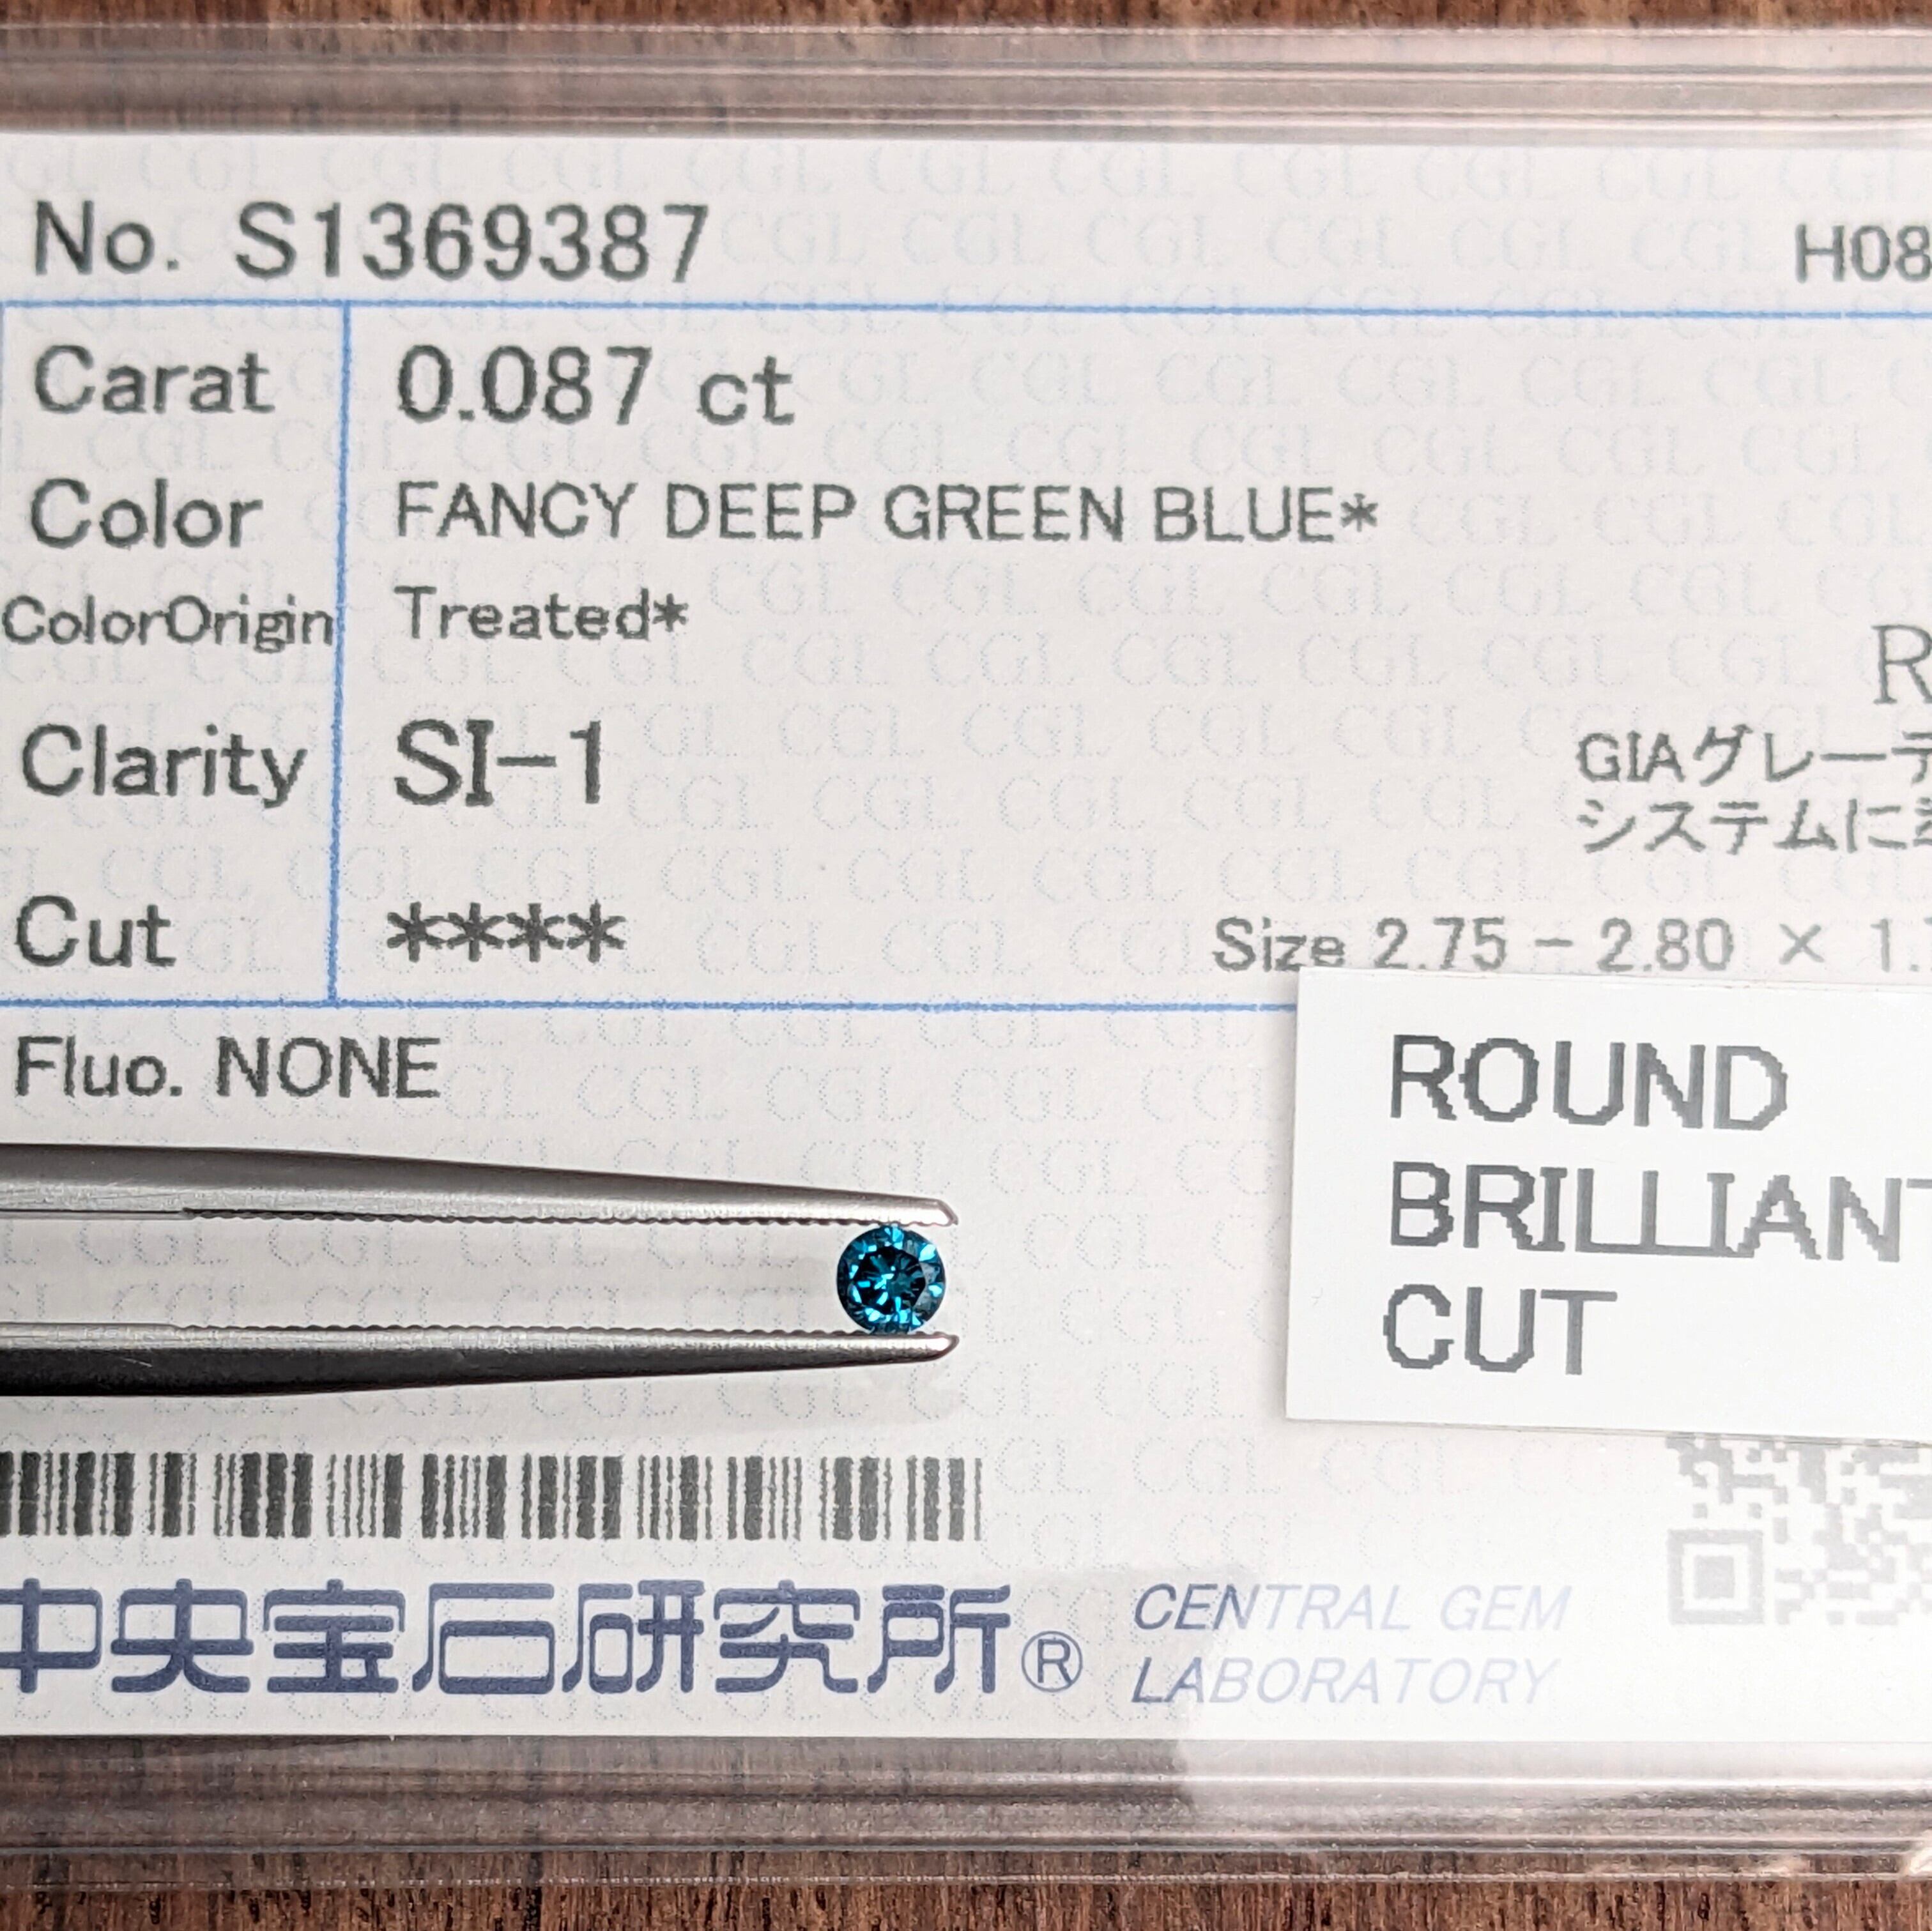 No. S1369387
H08
Carat 0.087 ct
Color FANCY DEEP GREEN BLUE*
ColorOrigin Treated*
R
Clarity SI-1
GIAグレーデ
システムに
Cut ****
Size 2.75 - 2.80 × 1.
Fluo. NONE
ROUND
BRILLIANT
CUT
中央宝石研究所®
CENTRAL GEM
LABORATORY